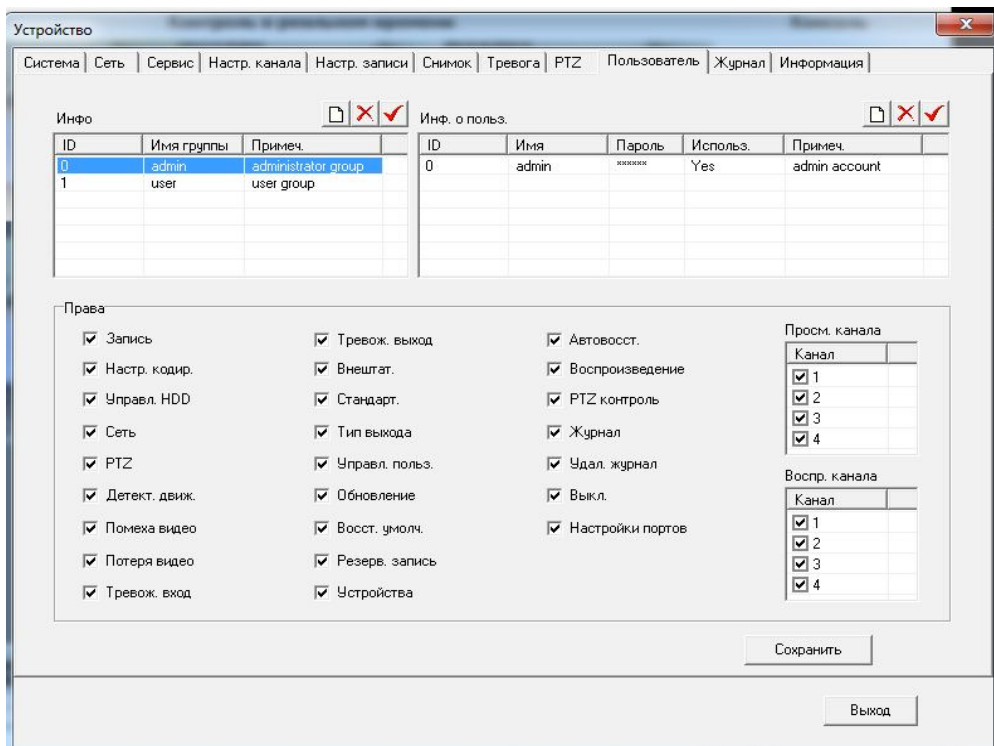 Контроль в реальном времени
Консоль
Устройство
Система Сеть Сервис Настр. канала Настр. записи Снимок Тревога PTZ Пользователь Журнал Информация
Инфо
ID Имя группы Примеч.
0 admin administrator group
1 user user group
Инф. о польз.
ID Имя Пароль Использ. Примеч.
0 admin ****** Yes admin account
Права
Запись
Настр. кодир.
Управл. HDD
Сеть
PTZ
Детект. движ.
Помеха видео
Потеря видео
Тревож. вход
Тревож. выход
Внештат.
Стандарт.
Тип выхода
Управл. польз.
Обновление
Восст. умолч.
Резерв. запись
Устройства
Автовосст.
Воспроизведение
PTZ контроль
Журнал
Удал. журнал
Выкл.
Настройки портов
Просм. канала
Канал
1
2
3
4
Воспр. канала
Канал
1
2
3
4
Сохранить
Выход